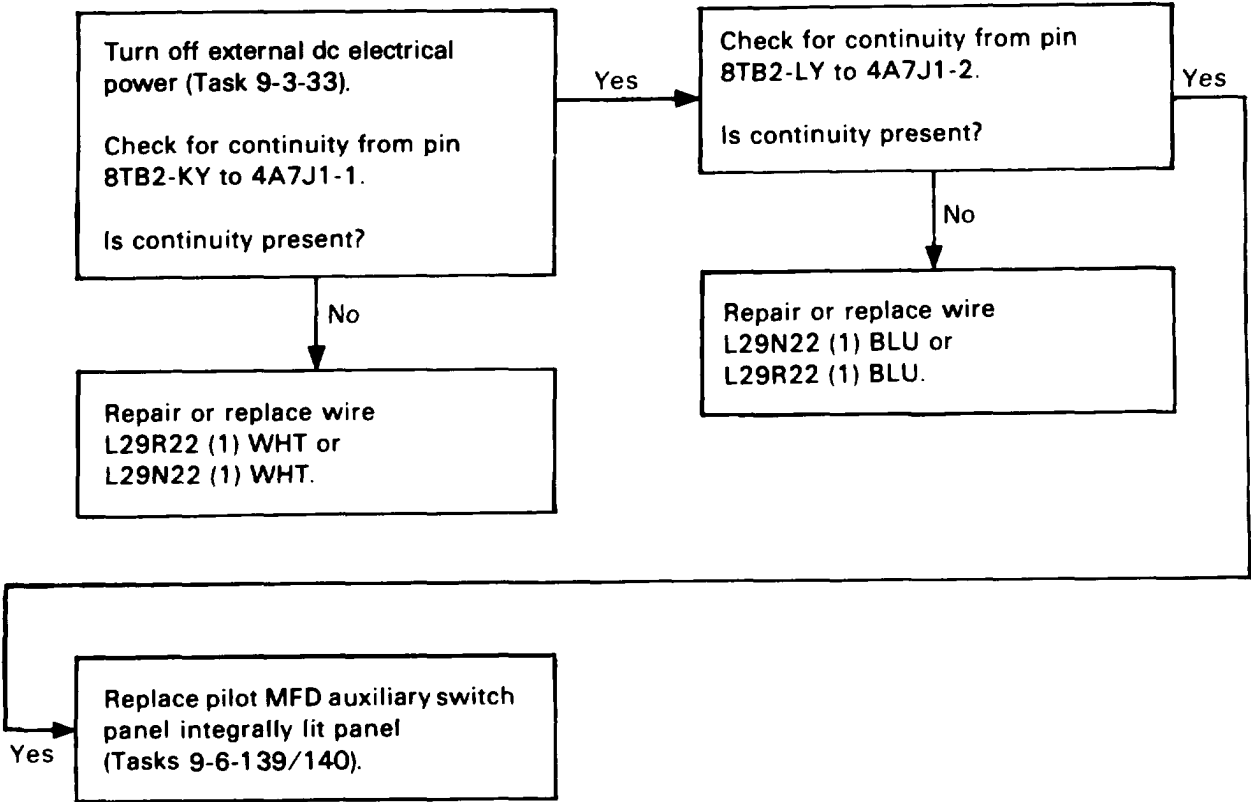 Turn off external dc electrical
power (Task 9-3-33).
Check for continuity from pin
8TB2-KY to 4A7J1-1.
Is continuity present?
Yes
Check for continuity from pin
8TB2-LY to 4A7J1-2.
Is continuity present?
Yes
No
Repair or replace wire
L29R22 (1) WHT or
L29N22 (1) WHT.
No
Repair or replace wire
L29N22 (1) BLU or
L29R22 (1) BLU.
Yes
Replace pilot MFD auxiliary switch
panel integrally lit panel
(Tasks 9-6-139/140).